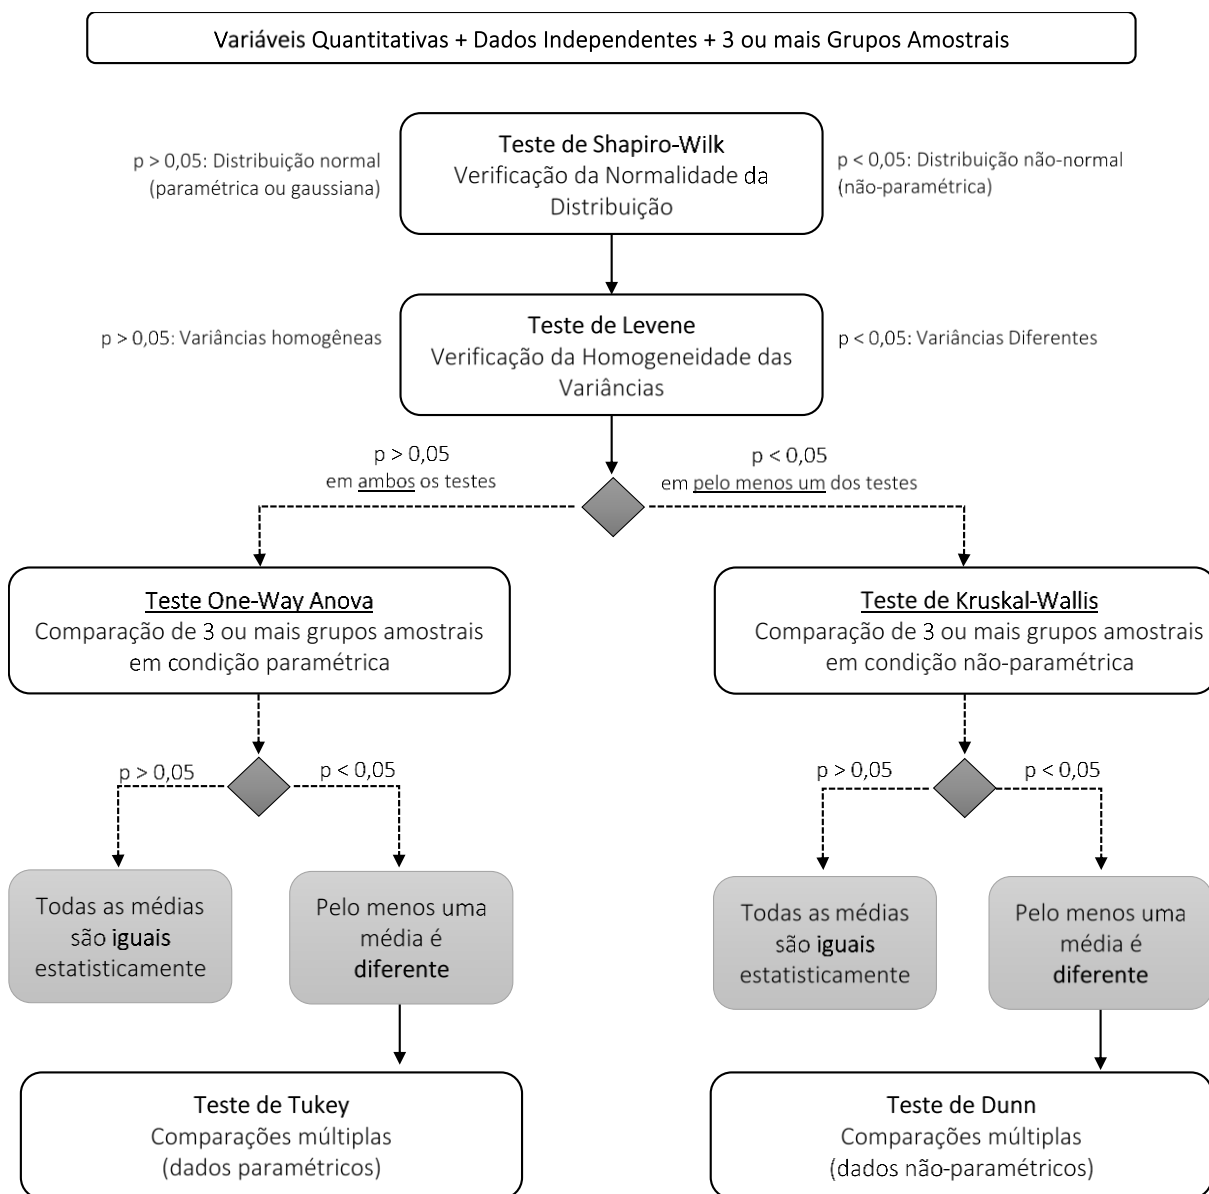 Variáveis Quantitativas + Dados Independentes + 3 ou mais Grupos Amostrais
Teste de Shapiro-Wilk
Verificação da Normalidade da
Distribuição
p > 0,05: Distribuição normal
(paramétrica ou gaussiana)
p < 0,05: Distribuição não-normal
(não-paramétrica)
Teste de Levene
Verificação da Homogeneidade das
Variâncias
p > 0,05: Variâncias homogêneas
p < 0,05: Variâncias Diferentes
p > 0,05
em ambos os testes
p < 0,05
em pelo menos um dos testes
Teste One-Way Anova
Comparação de 3 ou mais grupos amostrais
em condição paramétrica
Teste de Kruskal-Wallis
Comparação de 3 ou mais grupos amostrais
em condição não-paramétrica
p > 0,05
p < 0,05
p > 0,05
p < 0,05
Todas as médias
são iguais
estatisticamente
Pelo menos uma
média é
diferente
Todas as médias
são iguais
estatisticamente
Pelo menos uma
média é
diferente
Teste de Tukey
Comparações múltiplas
(dados paramétricos)
Teste de Dunn
Comparações múltiplas
(dados não-paramétricos)